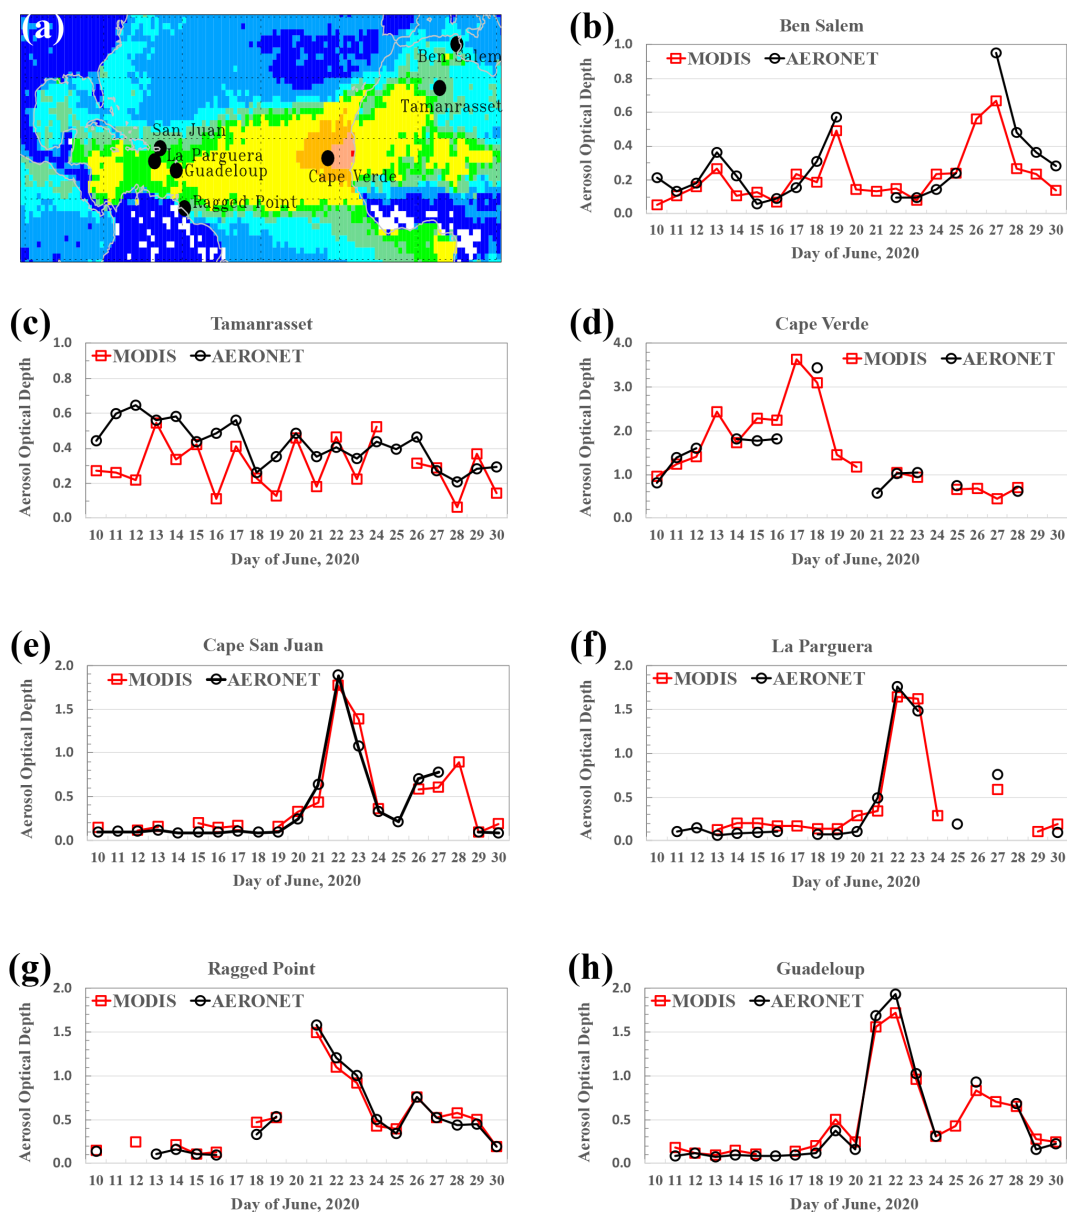 (a)
Ben Salem
Tamanrasset
San Juan
La Parguera
Guadeloup
Cape Verde
Ragged Point
(b)
Ben Salem
MODIS AERONET
Aerosol Optical Depth
1.0
0.8
0.6
0.4
0.2
0.0
10 11 12 13 14 15 16 17 18 19 20 21 22 23 24 25 26 27 28 29 30
Day of June, 2020
(c)
Tamanrasset
MODIS AERONET
Aerosol Optical Depth
1.0
0.8
0.6
0.4
0.2
0.0
10 11 12 13 14 15 16 17 18 19 20 21 22 23 24 25 26 27 28 29 30
Day of June, 2020
(d)
Cape Verde
MODIS AERONET
Aerosol Optical Depth
4.0
3.0
2.0
1.0
0.0
10 11 12 13 14 15 16 17 18 19 20 21 22 23 24 25 26 27 28 29 30
Day of June, 2020
(e)
Cape San Juan
MODIS AERONET
Aerosol Optical Depth
2.0
1.5
1.0
0.5
0.0
10 11 12 13 14 15 16 17 18 19 20 21 22 23 24 25 26 27 28 29 30
Day of June, 2020
(f)
La Parguera
MODIS AERONET
Aerosol Optical Depth
2.0
1.5
1.0
0.5
0.0
10 11 12 13 14 15 16 17 18 19 20 21 22 23 24 25 26 27 28 29 30
Day of June, 2020
(g)
Ragged Point
MODIS AERONET
Aerosol Optical Depth
2.0
1.5
1.0
0.5
0.0
10 11 12 13 14 15 16 17 18 19 20 21 22 23 24 25 26 27 28 29 30
Day of June, 2020
(h)
Guadeloup
MODIS AERONET
Aerosol Optical Depth
2.0
1.5
1.0
0.5
0.0
10 11 12 13 14 15 16 17 18 19 20 21 22 23 24 25 26 27 28 29 30
Day of June, 2020